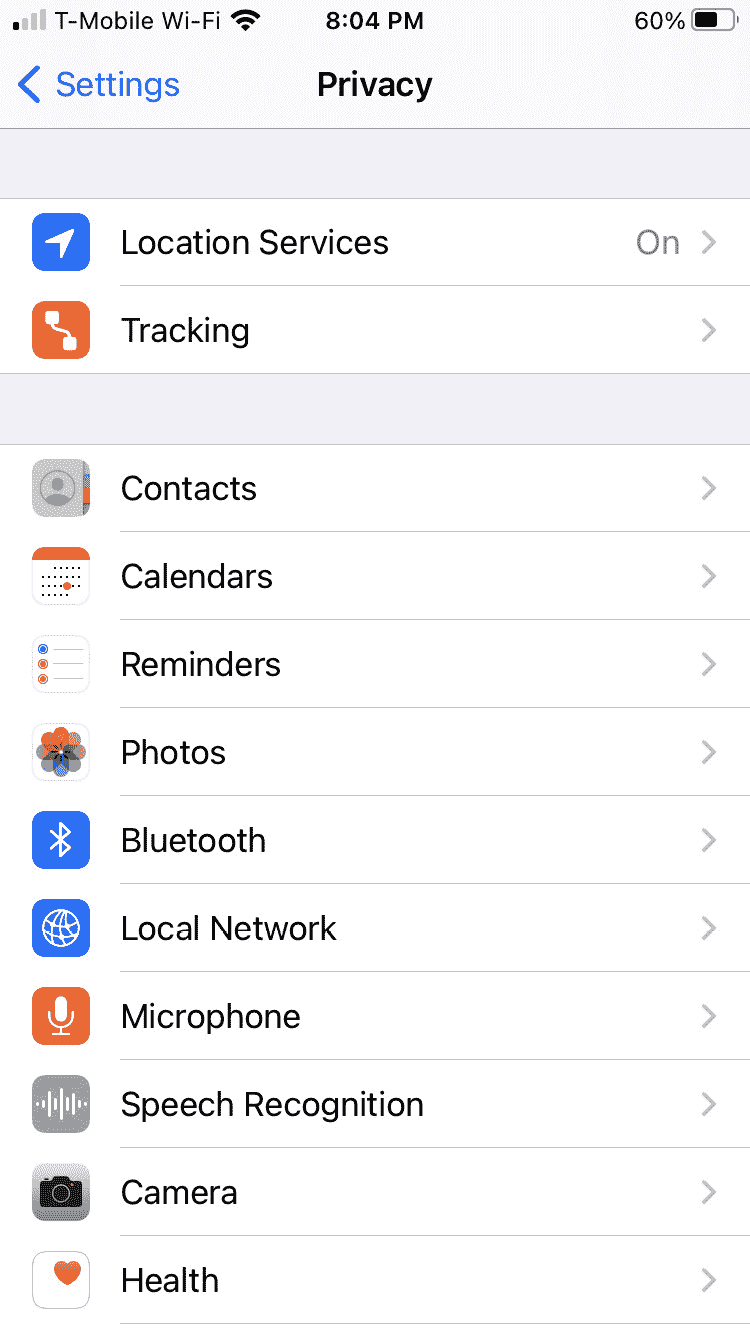 T-Mobile Wi-Fi 8:04 PM 60%
Settings Privacy
Location Services On
Tracking
Contacts
Calendars
Reminders
Photos
Bluetooth
Local Network
Microphone
Speech Recognition
Camera
Health